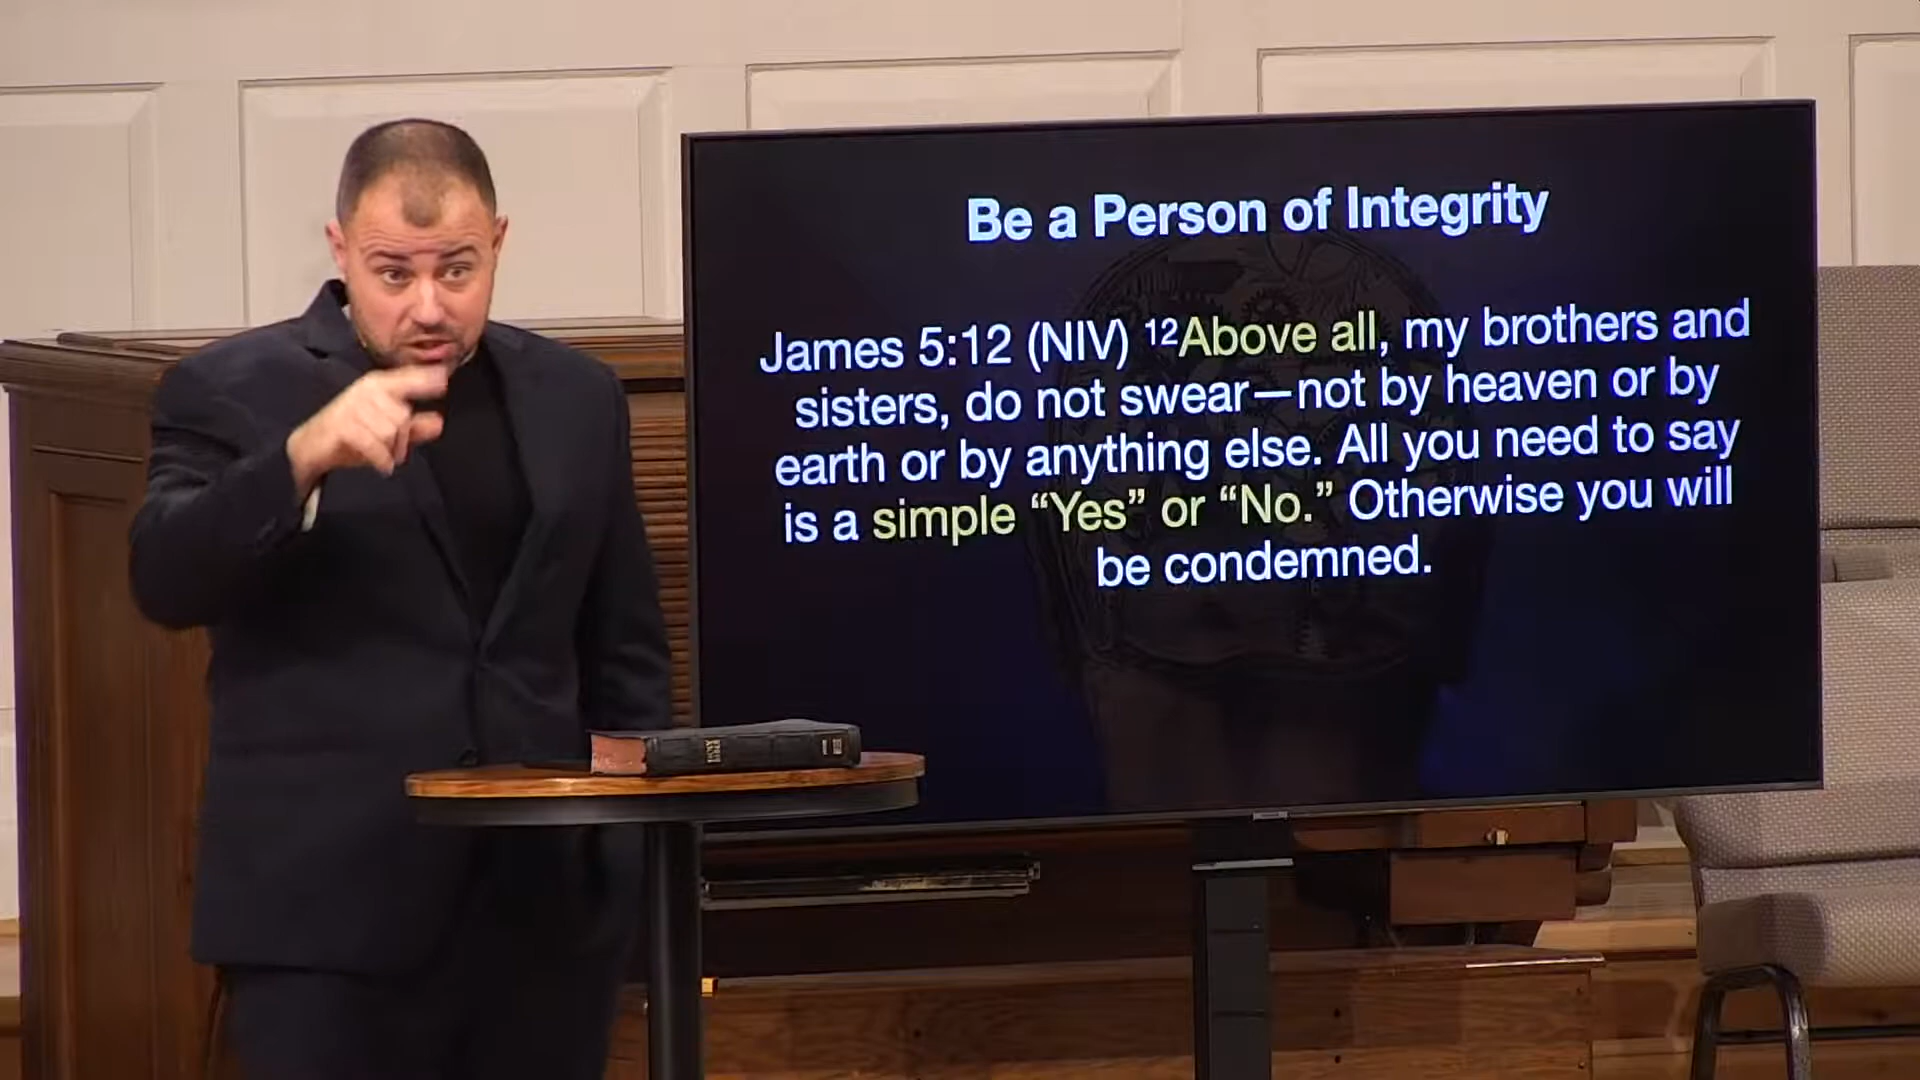 Be a Person of Integrity
James 5:12 (NIV) ¹²Above all, my brothers and
sisters, do not swear—not by heaven or by
earth or by anything else. All you need to say
is a simple “Yes” or “No.” Otherwise you will
be condemned.